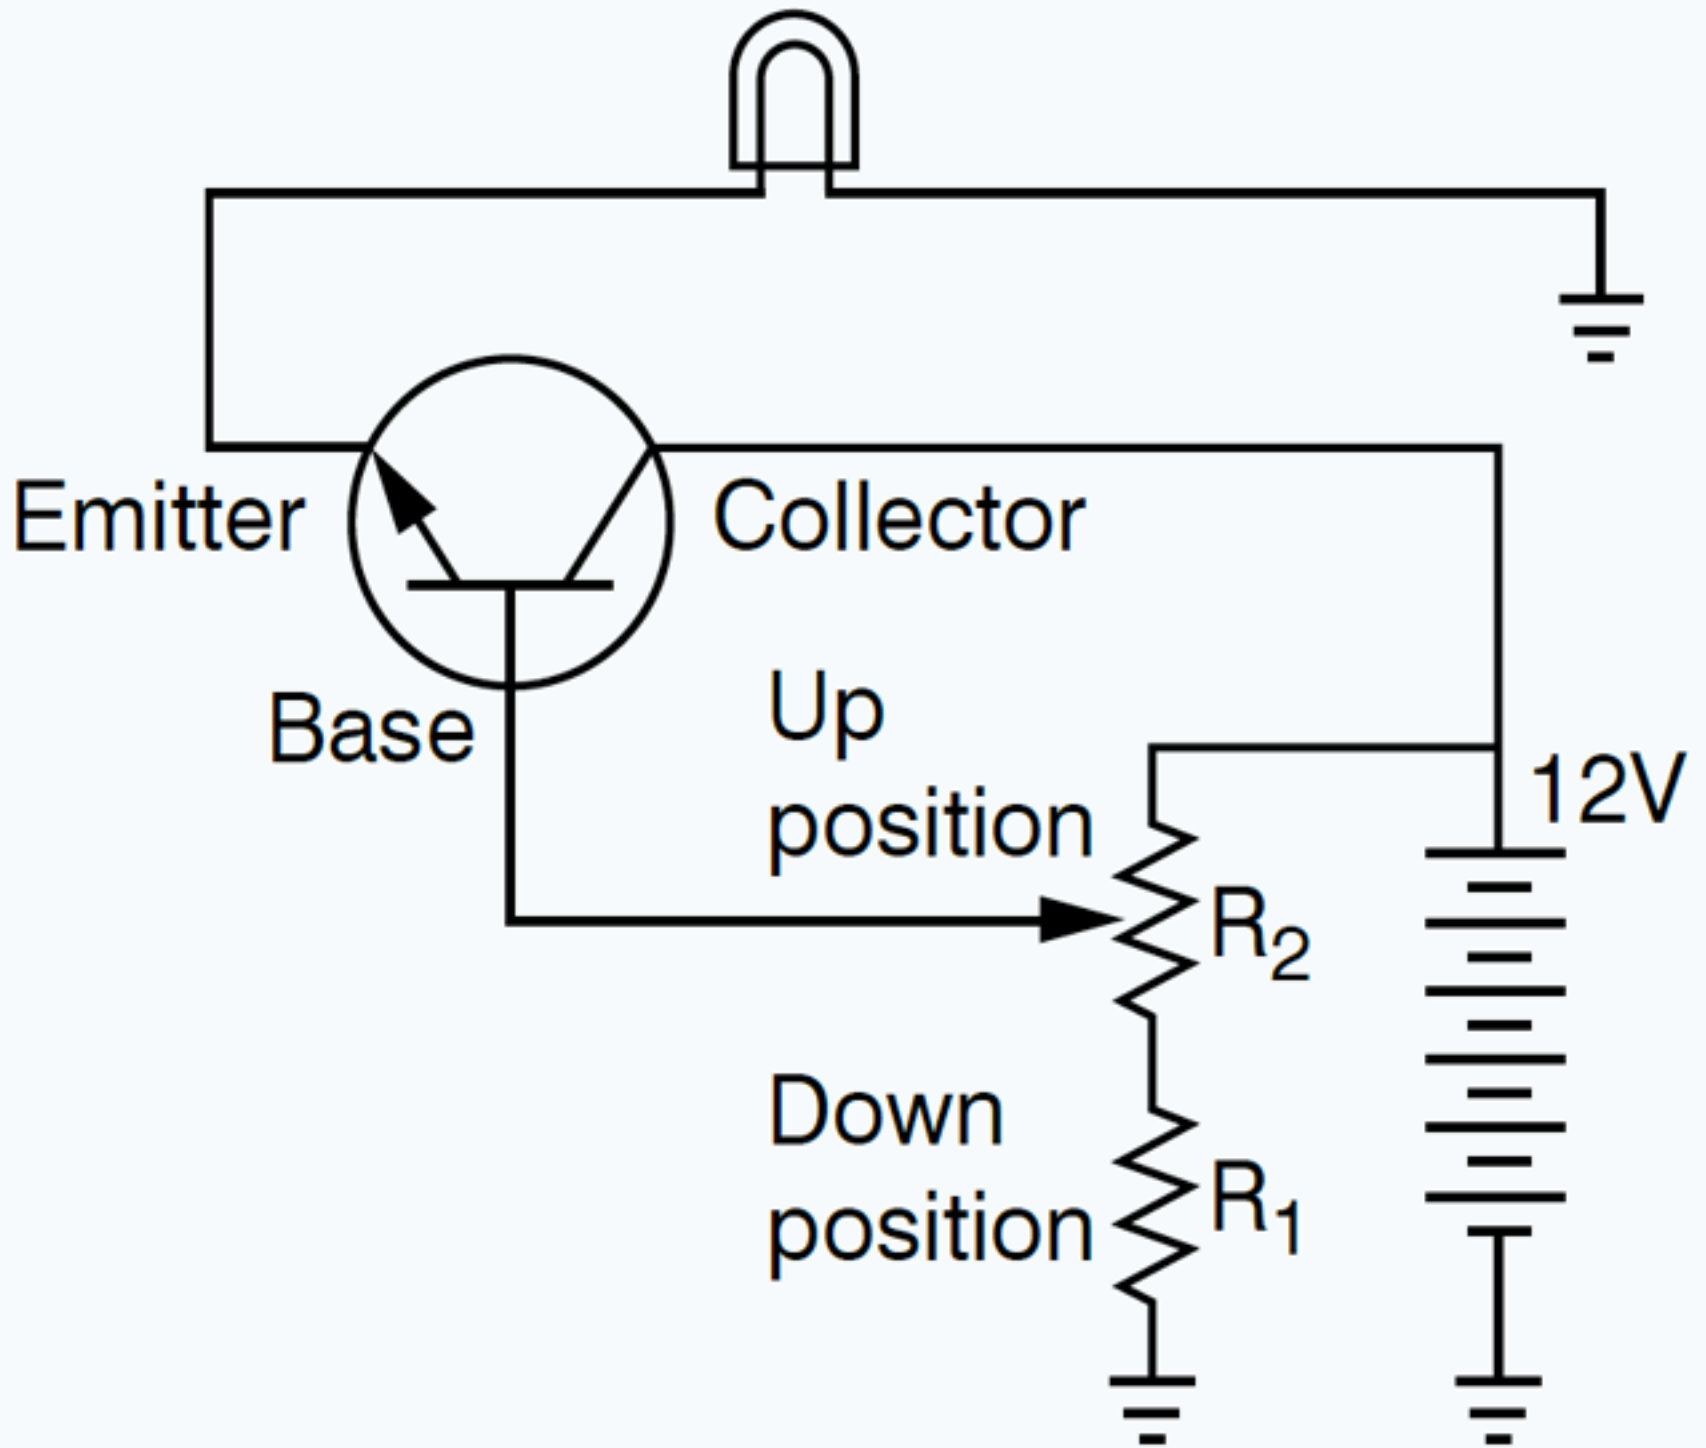 Emitter
Collector
Base
Up
position
12V
R2
Down
position
R1